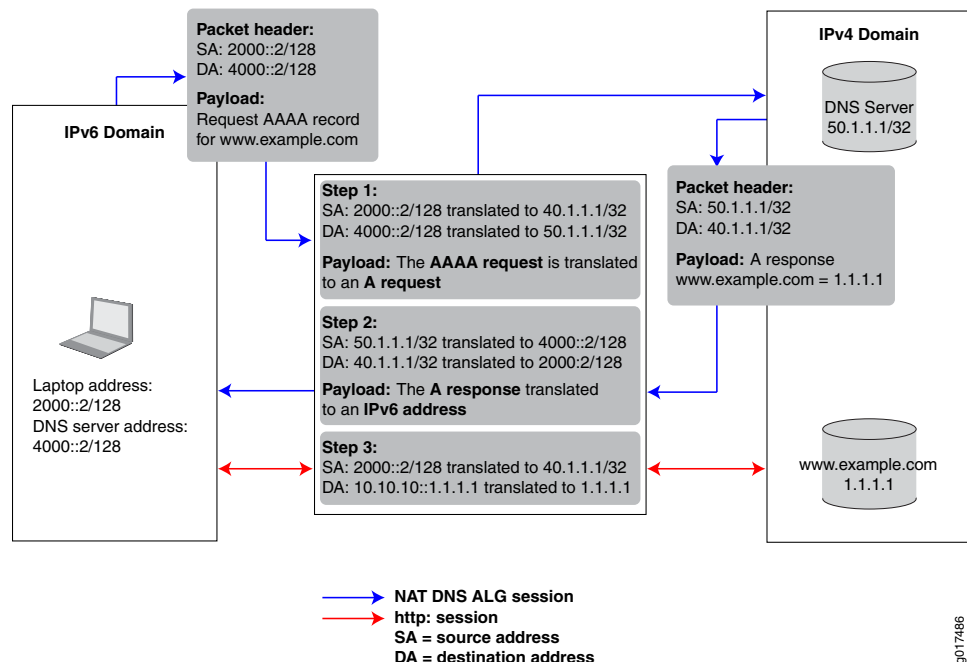 Packet header:
SA: 2000::2/128
DA: 4000::2/128
Payload:
Request AAAA record
for www.example.com
IPv6 Domain
Laptop address:
2000::2/128
DNS server address:
4000::2/128
Step 1:
SA: 2000::2/128 translated to 40.1.1.1/32
DA: 4000::2/128 translated to 50.1.1.1/32
Payload: The AAAA request is translated
to an A request
Step 2:
SA: 50.1.1.1/32 translated to 4000::2/128
DA: 40.1.1.1/32 translated to 2000:2/128
Payload: The A response translated
to an IPv6 address
Step 3:
SA: 2000::2/128 translated to 40.1.1.1/32
DA: 10.10.10::1.1.1.1 translated to 1.1.1.1
IPv4 Domain
DNS Server
50.1.1.1/32
Packet header:
SA: 50.1.1.1/32
DA: 40.1.1.1/32
Payload: A response
www.example.com = 1.1.1.1
www.example.com
1.1.1.1
NAT DNS ALG session
http: session
SA = source address
DA = destination address
g017486